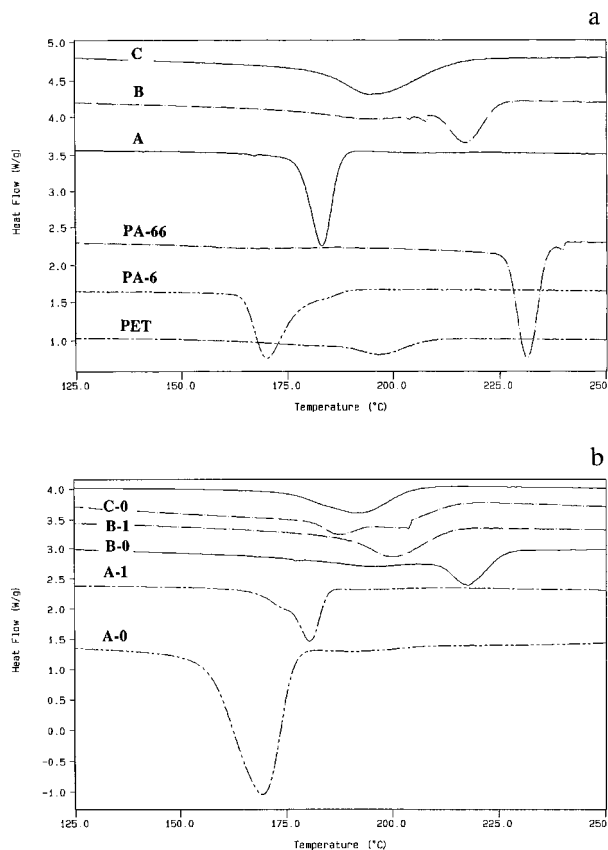 a
5.0
C
4.5
B
4.0
A
3.5
3.0
2.5
PA-66
2.0
PA-6
1.5
PET
1.0
Heat Flow (W/g)
125.0 150.0 175.0 200.0 225.0 250
Temperature (°C)
b
4.0
C-0
3.5
B-1
3.0
B-0
2.5
A-1
2.0
1.5
A-0
1.0
0.5
0.0
-0.5
-1.0
Heat Flow (W/g)
125.0 150.0 175.0 200.0 225.0 250
Temperature (°C)